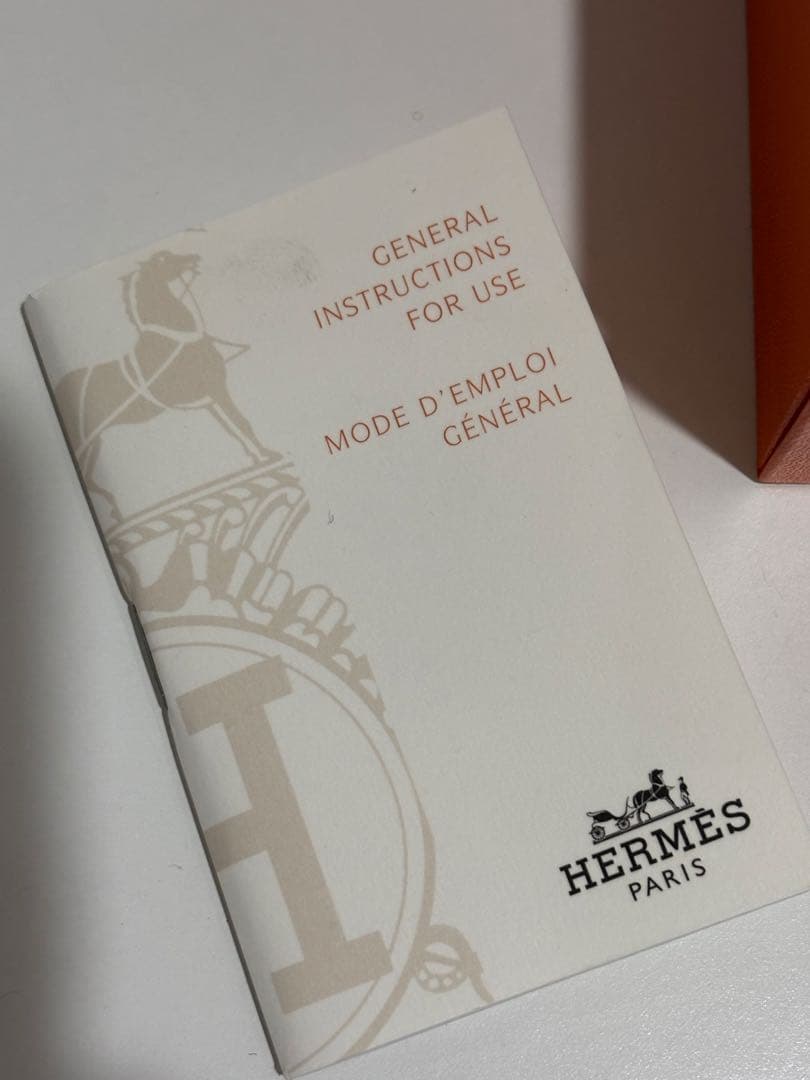 GENERAL
INSTRUCTIONS
FOR USE
MODE D'EMPLOI
GÉNÉRAL
H
HERMÈS
PARIS